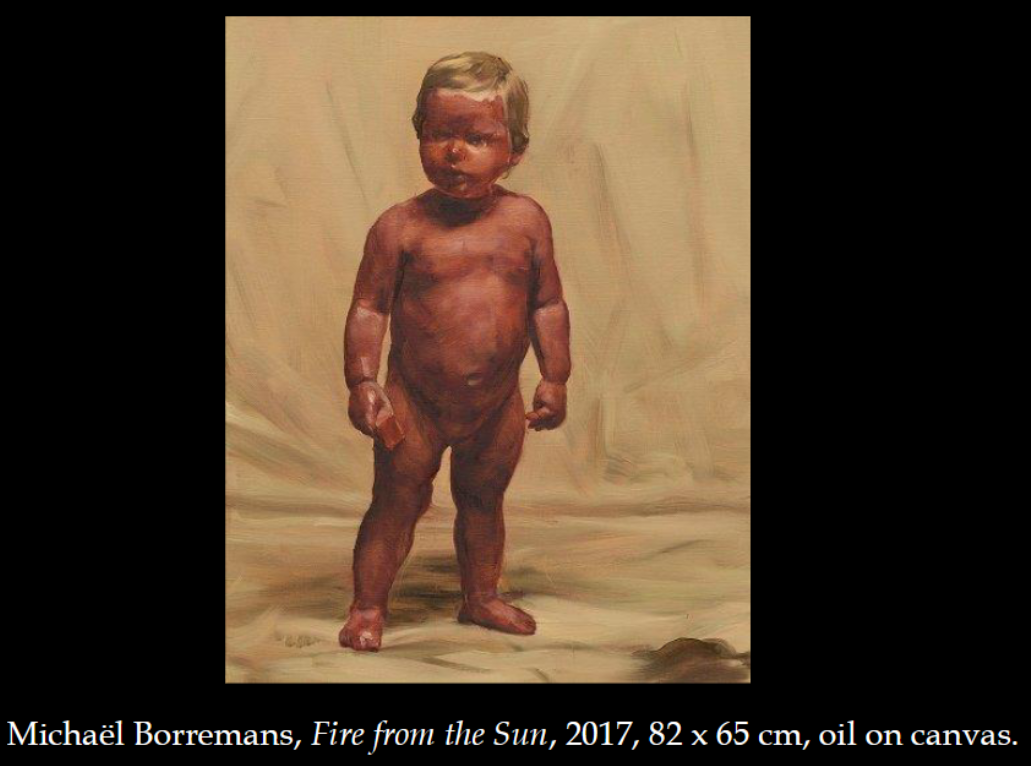 Michaël Borremans, Fire from the Sun, 2017, 82 x 65 cm, oil on canvas.